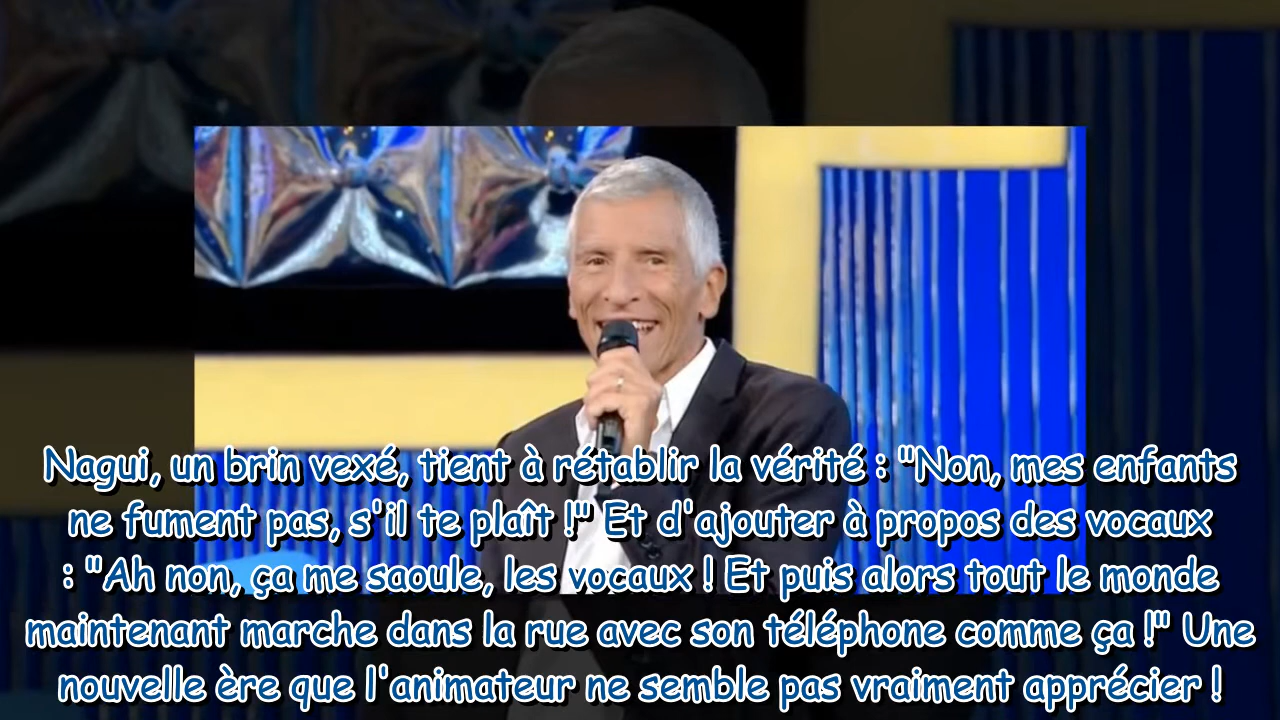 Nagui, un brin vexé, tient à rétablir la vérité : "Non, mes enfants
ne fument pas, s'il te plaît !" Et d'ajouter à propos des vocaux
: "Ah non, ça me saoule, les vocaux ! Et puis alors tout le monde
maintenant marche dans la rue avec son téléphone comme ça !" Une
nouvelle ère que l'animateur ne semble pas vraiment apprécier !